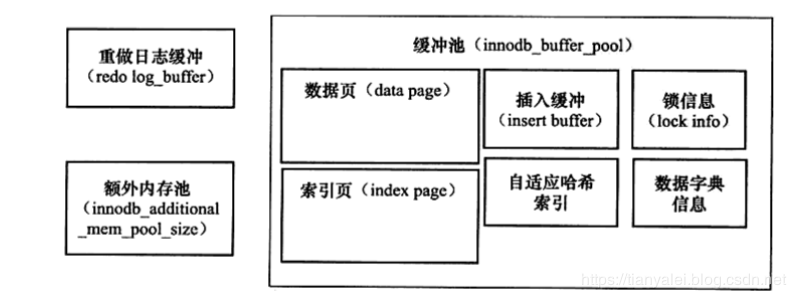 重做日志缓冲
（redo log_buffer）
额外内存池
（innodb_additional
_mem_pool_size）
缓冲池（innodb_buffer_pool）
数据页（data page）
插入缓冲
（insert buffer）
锁信息
（lock info）
索引页（index page）
自适应哈希
索引
数据字典
信息
https://tianyalei.blog.csdn.net